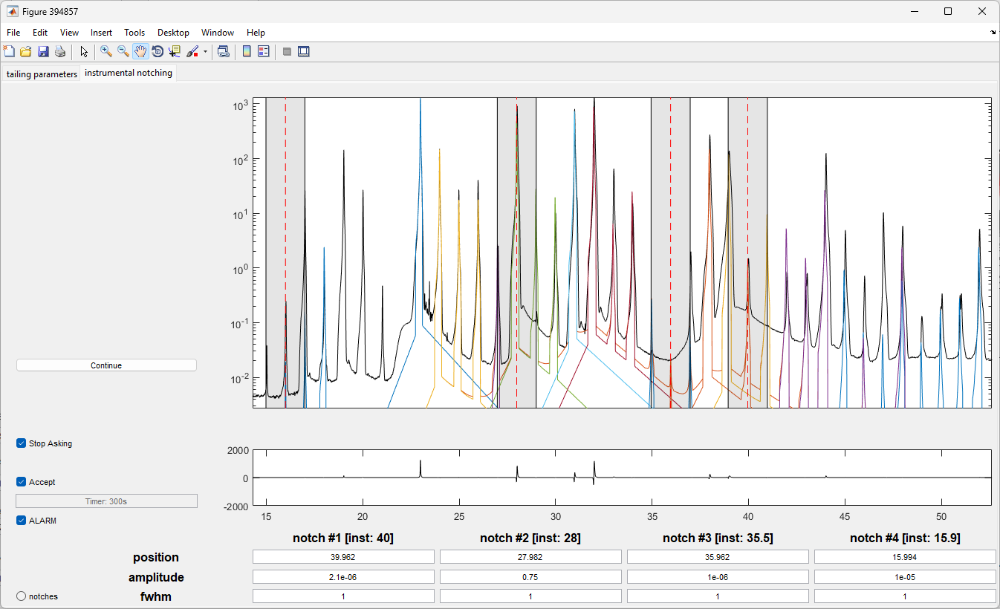 Figure 394857
File Edit View Insert Tools Desktop Window Help
tailing parameters instrumental notching
10^3
10^2
10^1
10^0
10^-1
10^-2
Continue
Stop Asking
Accept
Timer: 300s
ALARM
2000
0
-2000
15 20 25 30 35 40 45 50
notch #1 [inst: 40] notch #2 [inst: 28] notch #3 [inst: 35.5] notch #4 [inst: 15.9]
position 39.962 27.982 35.962 15.994
amplitude 2.1e-06 0.75 1e-06 1e-05
notches fwhm 1 1 1 1